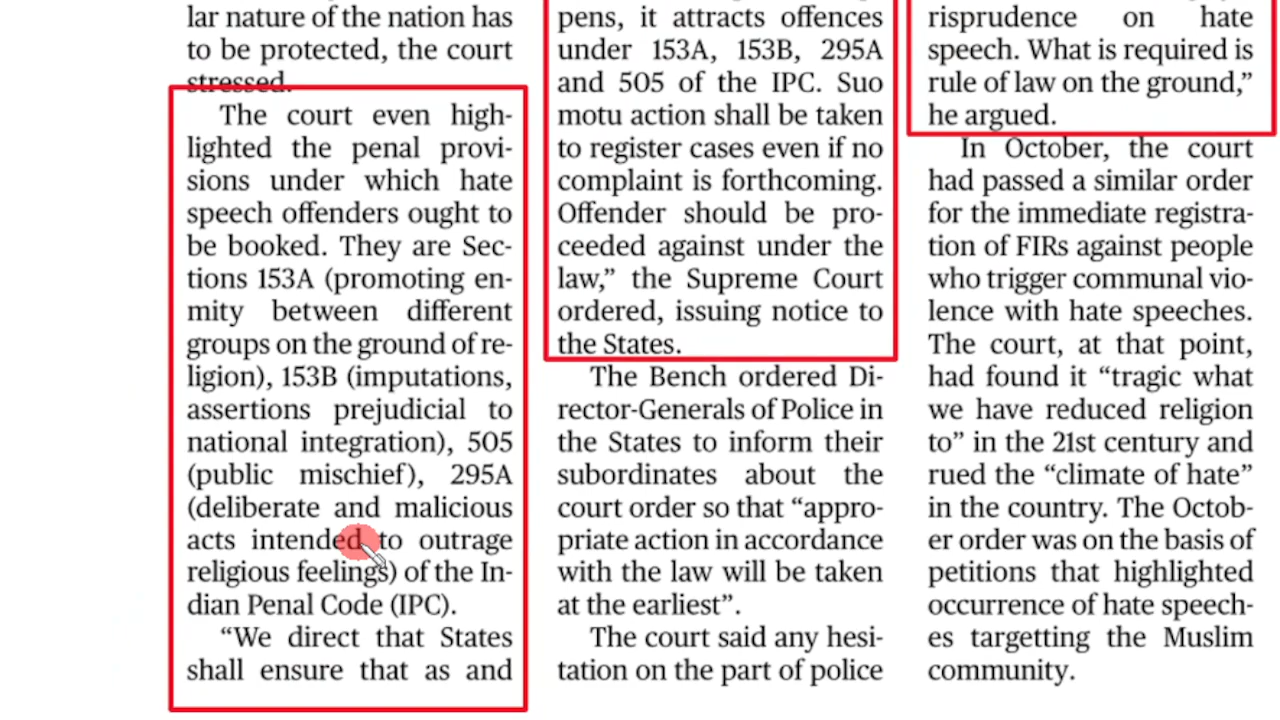 lar nature of the nation has
to be protected, the court
stressed.
The court even high-
lighted the penal provi-
sions under which hate
speech offenders ought to
be booked. They are Sec-
tions 153A (promoting en-
mity between different
groups on the ground of re-
ligion), 153B (imputations,
assertions prejudicial to
national integration), 505
(public mischief), 295A
(deliberate and malicious
acts intended to outrage
religious feelings) of the In-
dian Penal Code (IPC).
“We direct that States
shall ensure that as and
pens, it attracts offences
under 153A, 153B, 295A
and 505 of the IPC. Suo
motu action shall be taken
to register cases even if no
complaint is forthcoming.
Offender should be pro-
ceeded against under the
law,” the Supreme Court
ordered, issuing notice to
the States.
The Bench ordered Di-
rector-Generals of Police in
the States to inform their
subordinates about the
court order so that “appro-
priate action in accordance
with the law will be taken
at the earliest”.
The court said any hesi-
tation on the part of police
risprudence on hate
speech. What is required is
rule of law on the ground,”
he argued.
In October, the court
had passed a similar order
for the immediate registra-
tion of FIRs against people
who trigger communal vio-
lence with hate speeches.
The court, at that point,
had found it “tragic what
we have reduced religion
to” in the 21st century and
rued the “climate of hate”
in the country. The Octob-
er order was on the basis of
petitions that highlighted
occurrence of hate speech-
es targetting the Muslim
community.